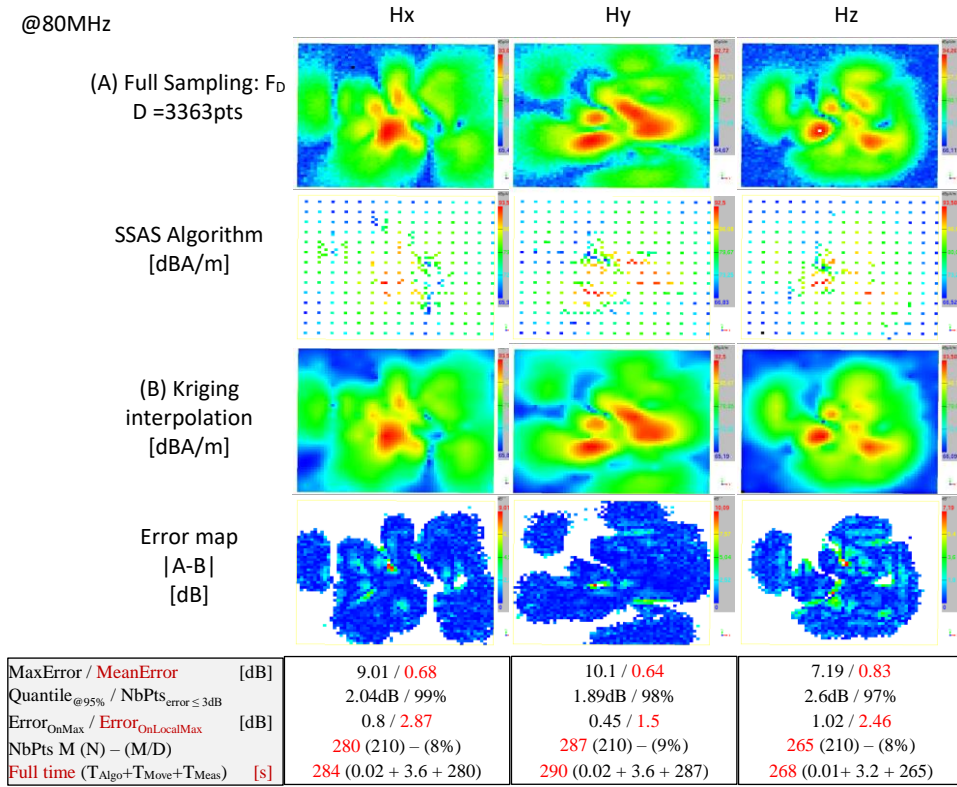 @80MHz
Hx Hy Hz
(A) Full Sampling: FD
D =3363pts
SSAS Algorithm
[dBA/m]
(B) Kriging
interpolation
[dBA/m]
Error map
|A-B|
[dB]
MaxError / MeanError [dB] 9.01 / 0.68 10.1 / 0.64 7.19 / 0.83
Quantile@95% / NbPtserror ≤ 3dB 2.04dB / 99% 1.89dB / 98% 2.6dB / 97%
ErrorOnMax / ErrorOnLocalMax [dB] 0.8 / 2.87 0.45 / 1.5 1.02 / 2.46
NbPts M (N) – (M/D) 280 (210) – (8%) 287 (210) – (9%) 265 (210) – (8%)
Full time (TAlgo+TMove+TMeas) [s] 284 (0.02 + 3.6 + 280) 290 (0.02 + 3.6 + 287) 268 (0.01+ 3.2 + 265)